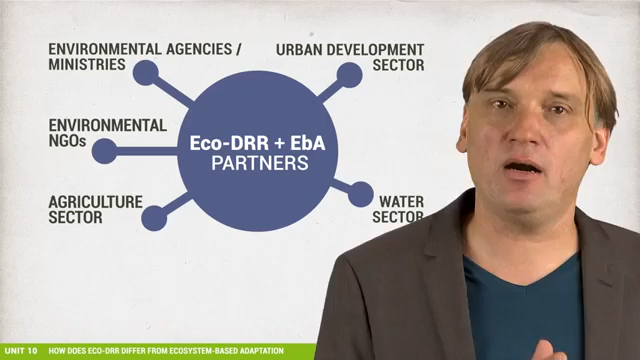 ENVIRONMENTAL AGENCIES /
MINISTRIES
URBAN DEVELOPMENT
SECTOR
ENVIRONMENTAL
NGOs
Eco-DRR + EbA
PARTNERS
AGRICULTURE
SECTOR
WATER
SECTOR
UNIT 10 HOW DOES ECO-DRR DIFFER FROM ECOSYSTEM-BASED ADAPTATION